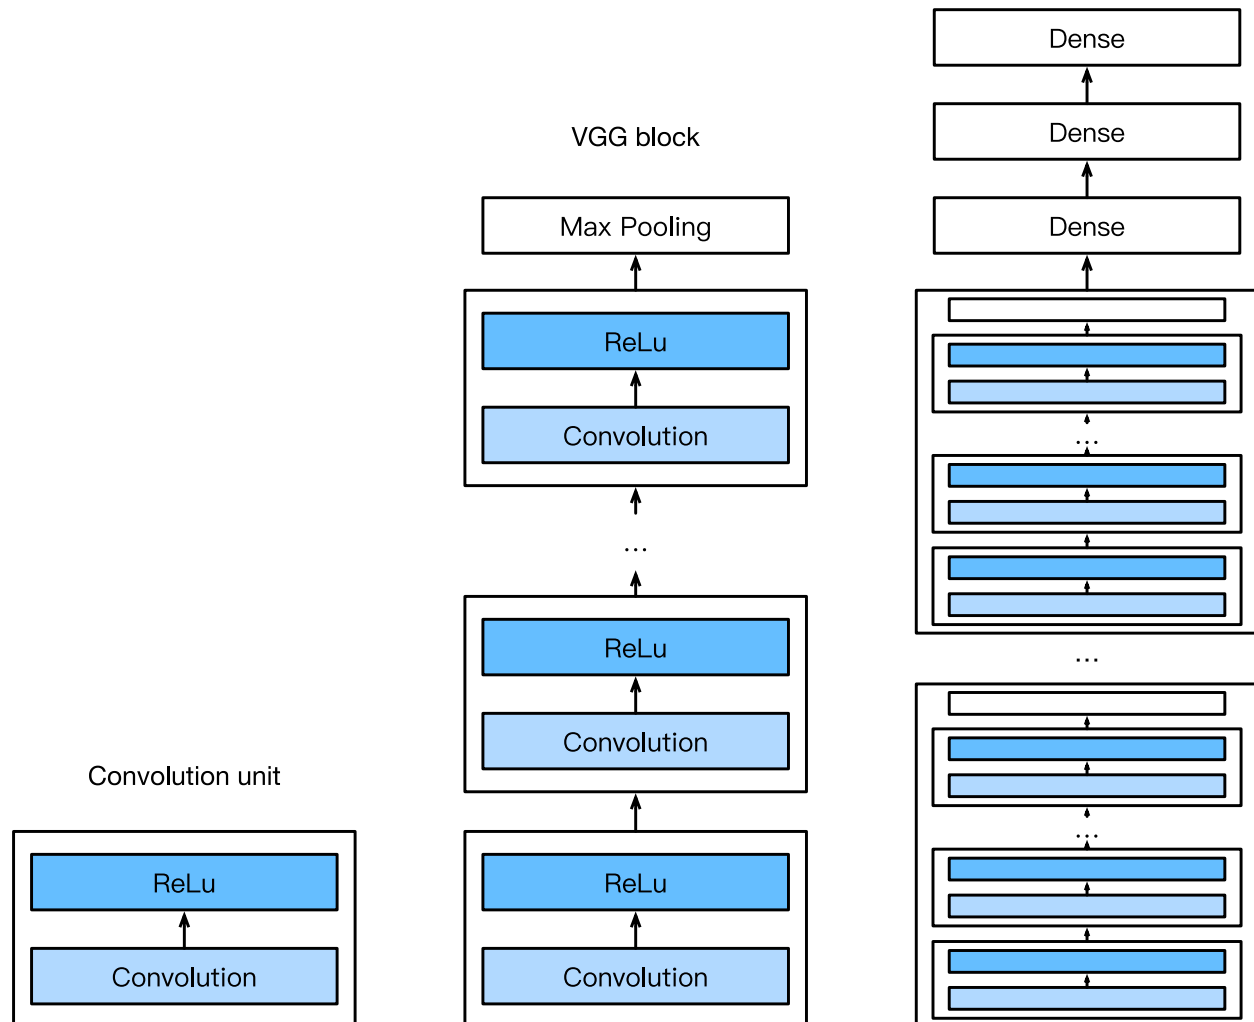 Convolution unit
ReLu
Convolution
VGG block
Max Pooling
ReLu
Convolution
...
ReLu
Convolution
ReLu
Convolution
Dense
Dense
Dense
...
...
...